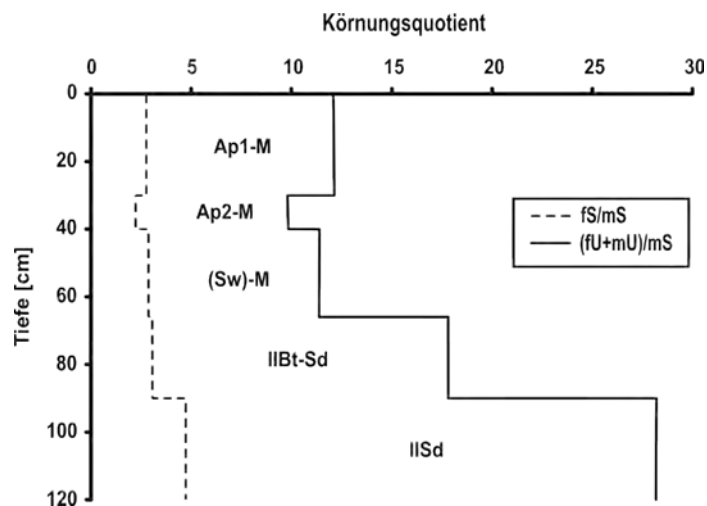 Körnungsquotient
0 5 10 15 20 25 30
0
Ap1-M
20
Ap2-M
fS/mS
40
(fU+mU)/mS
(Sw)-M
60
Tiefe [cm]
IIBt-Sd
80
100
IISd
120